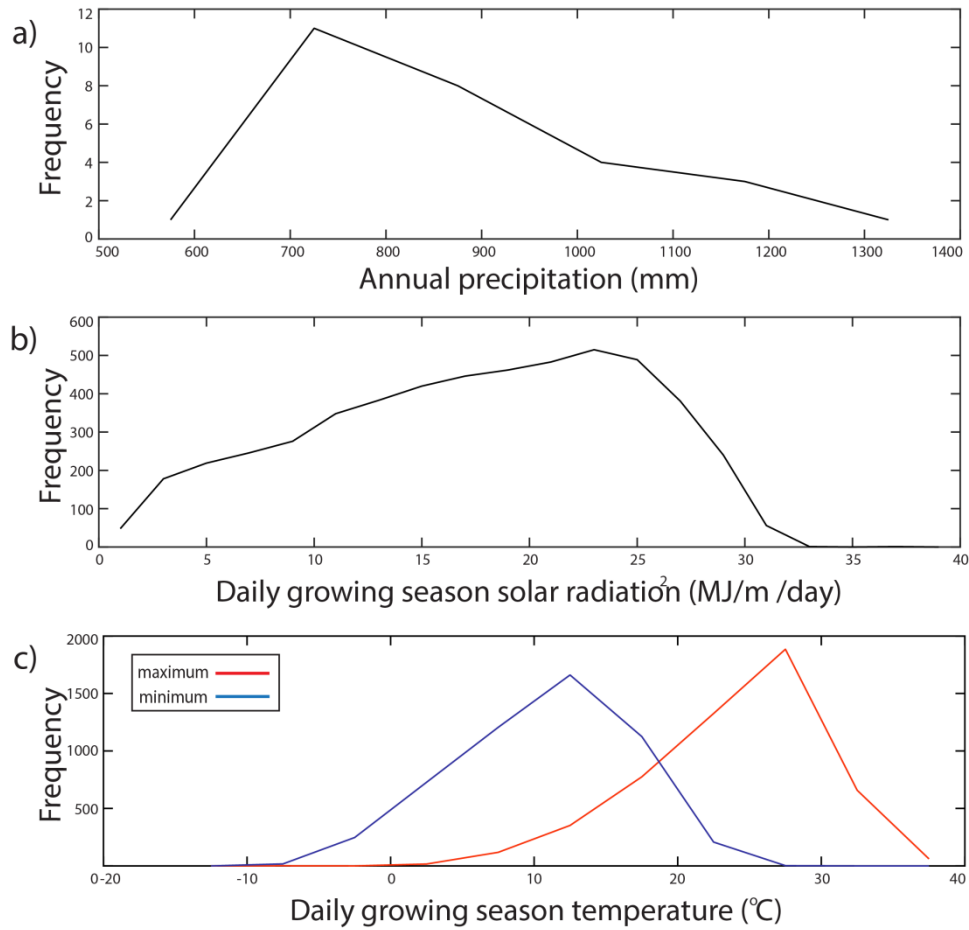 a)
Frequency
12
10
8
6
4
2
0
500 600 700 800 900 1000 1100 1200 1300 1400
Annual precipitation (mm)
b)
Frequency
600
500
400
300
200
100
0
5 10 15 20 25 30 35 40
Daily growing season solar radiation (MJ/m²/day)
c)
Frequency
2000
1500
1000
500
maximum
minimum
0-20 -10 0 10 20 30 40
Daily growing season temperature (°C)